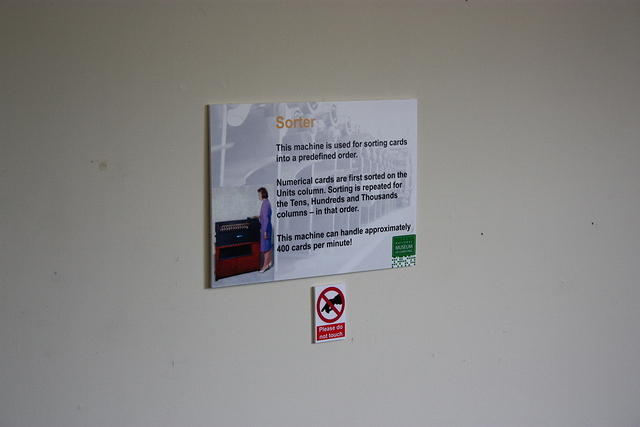 Sorter
This machine is used for sorting cards
into a predefined order.
Numerical cards are first sorted on the
Units column. Sorting is repeated for
the Tens, Hundreds and Thousands
columns – in that order.
This machine can handle approximately
400 cards per minute!
MUSEUM
Please do
not touch